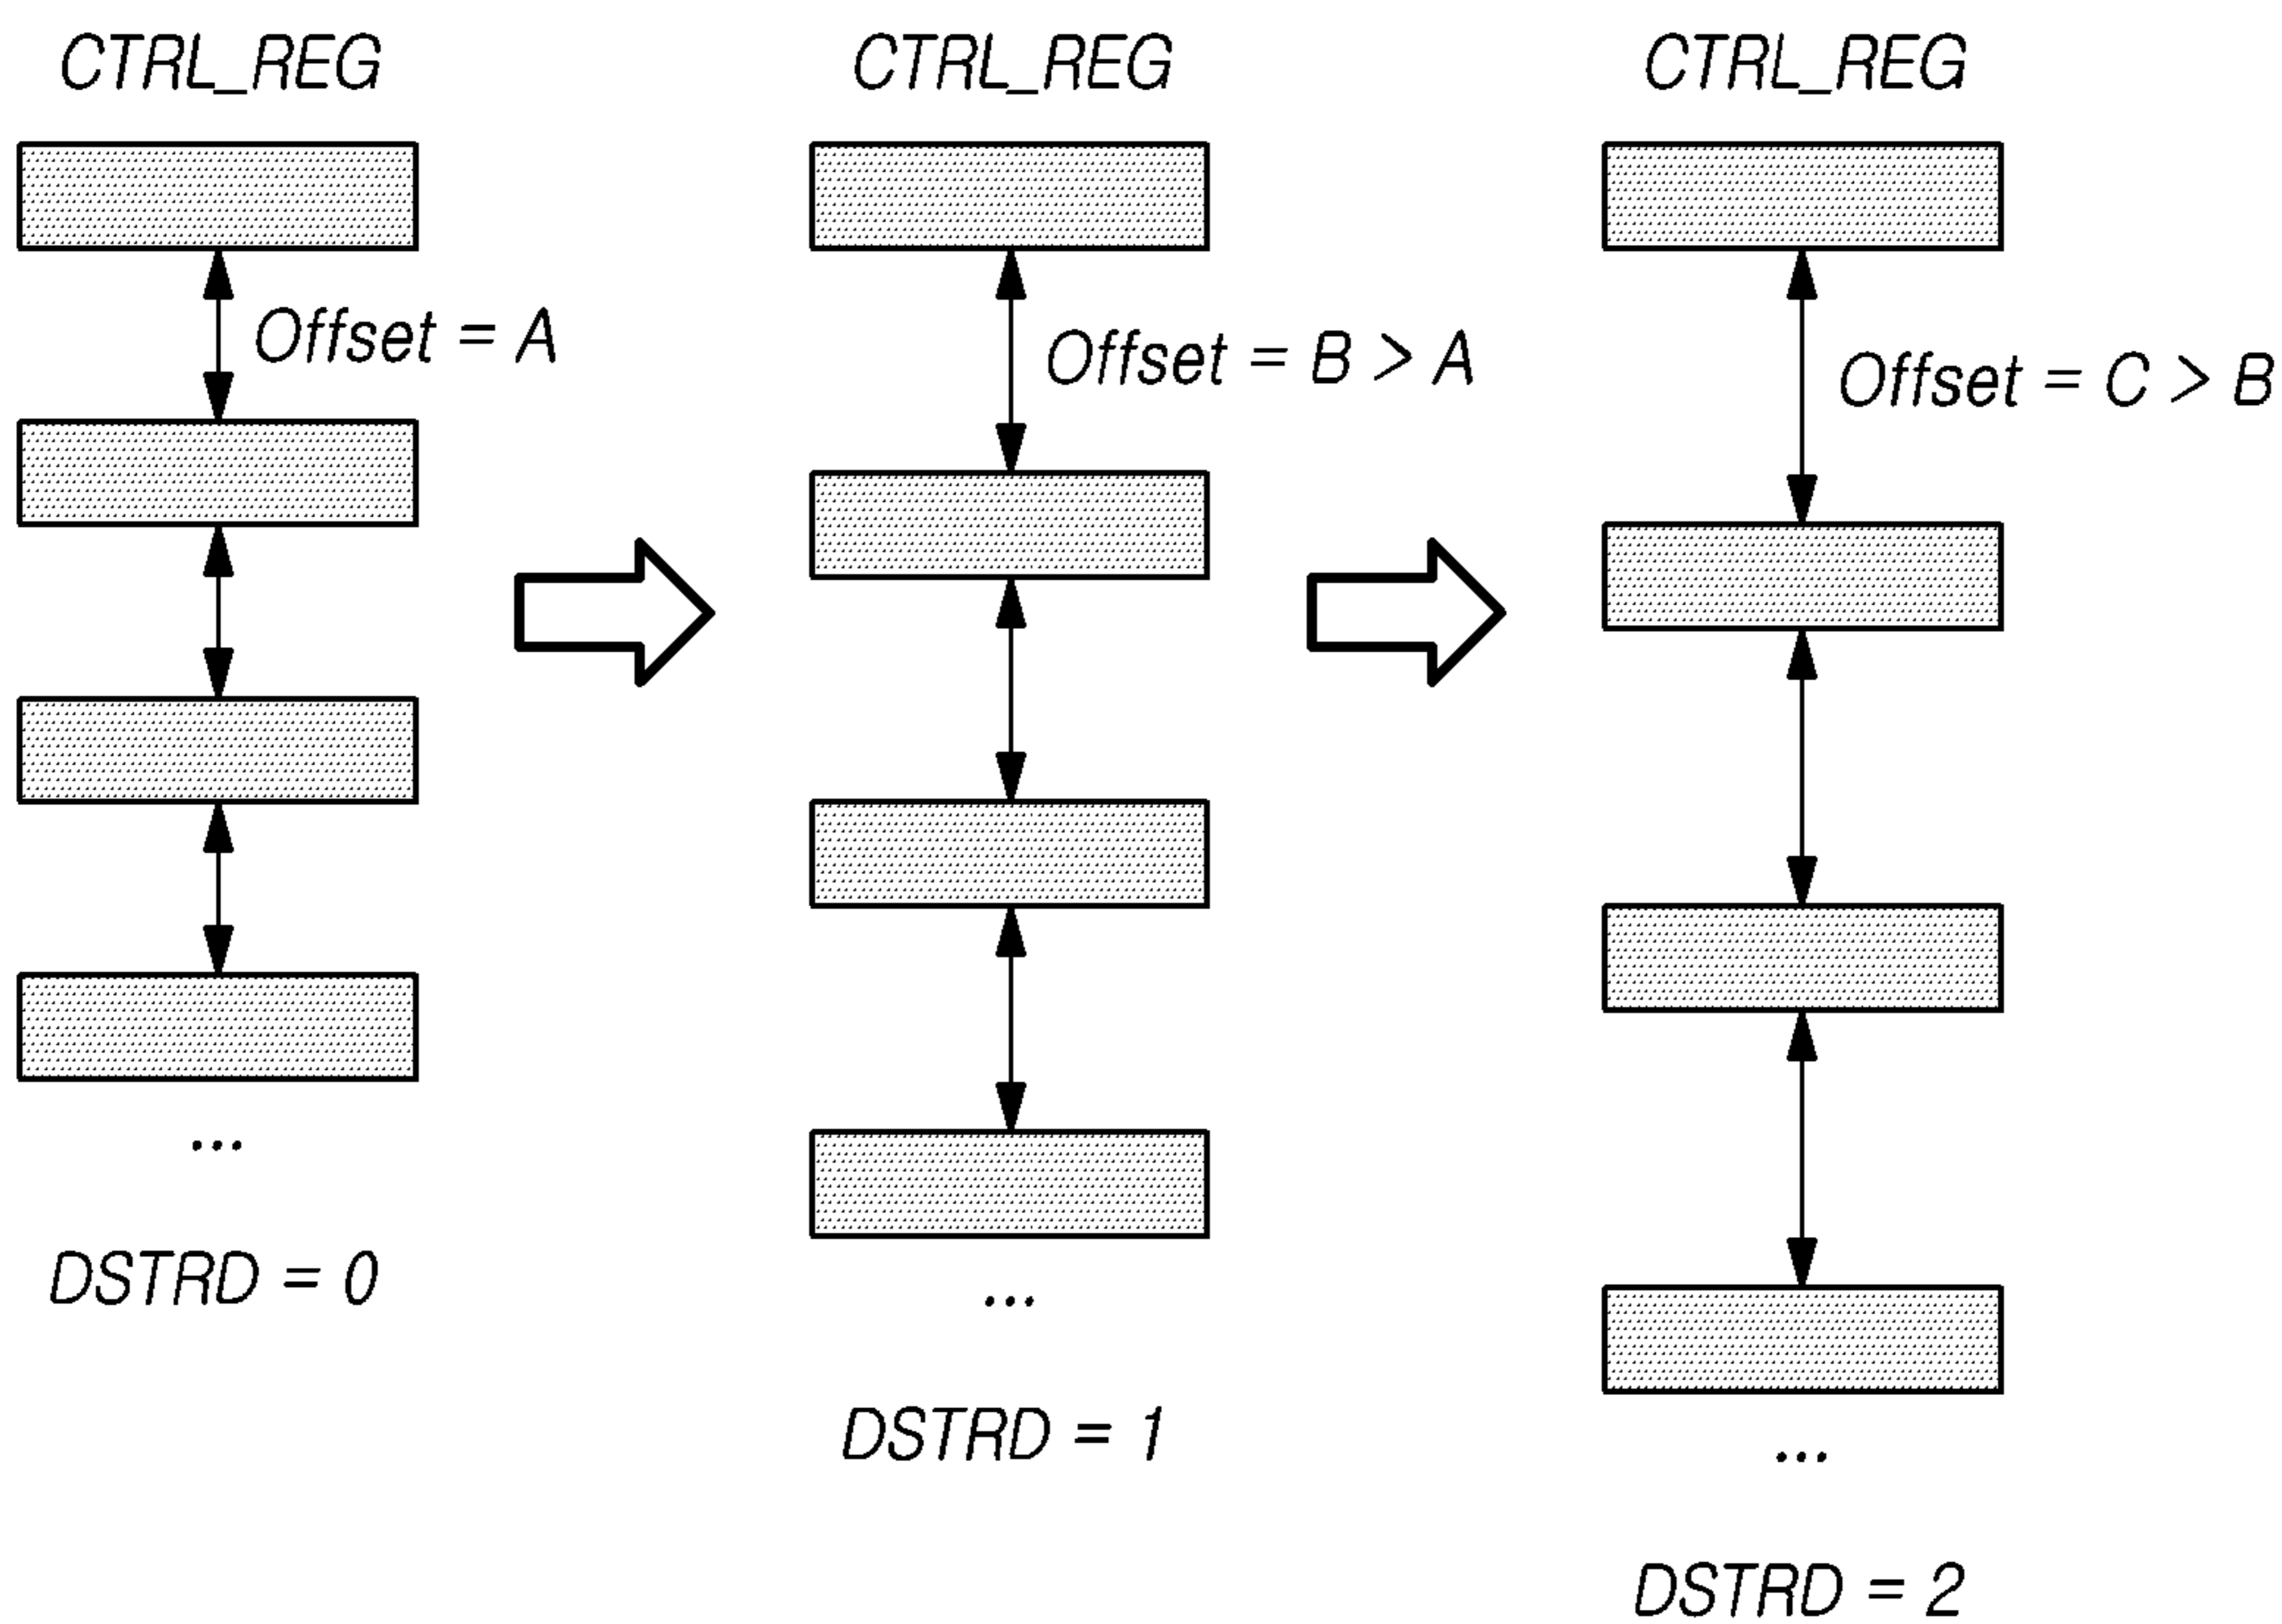 CTRL_REG
Offset = A
...
DSTRD = 0
CTRL_REG
Offset = B > A
...
DSTRD = 1
CTRL_REG
Offset = C > B
...
DSTRD = 2